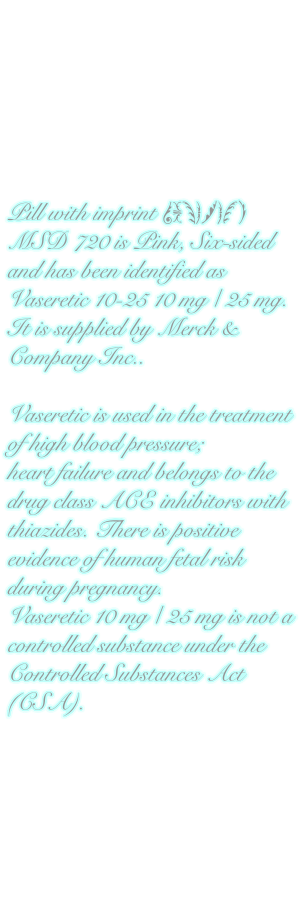 Pill with imprint
MSD 720 is Pink, Six-sided
and has been identified as
Vaseretic 10-25 10 mg / 25 mg.
It is supplied by Merck &
Company Inc..
Vaseretic is used in the treatment
of high blood pressure;
heart failure and belongs to the
drug class ACE inhibitors with
thiazides. There is positive
evidence of human fetal risk
during pregnancy.
Vaseretic 10 mg / 25 mg is not a
controlled substance under the
Controlled Substances Act
(CSA).